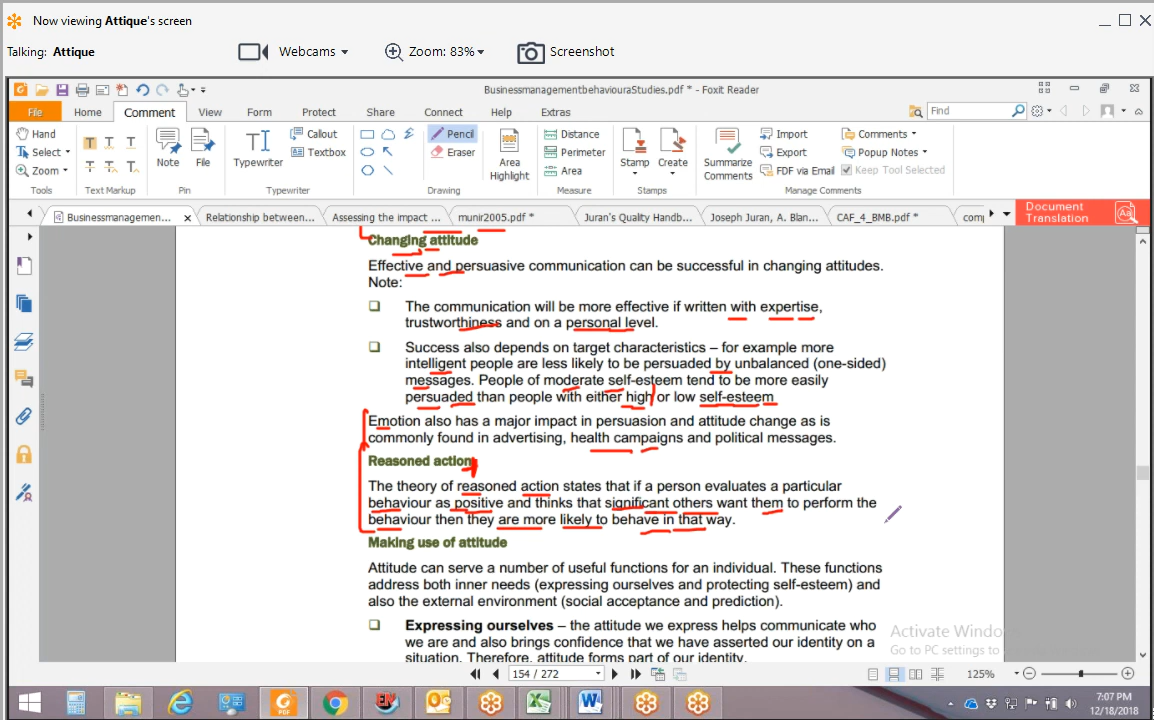 Now viewing Attique's screen
Talking: Attique
Webcams
Zoom: 83%
Screenshot
BusinessmanagementbehaviouraStudies.pdf * - Foxit Reader
File Home Comment View Form Protect Share Connect Help Extras
Find
Hand
Select
Zoom
Tools
Text Markup
Note
File
Pin
Typewriter
Callout
Textbox
Typewriter
Pencil
Eraser
Drawing
Area
Highlight
Distance
Perimeter
Area
Measure
Stamp
Create
Stamps
Summarize
Comments
Import
Export
FDF via Email
Comments
Popup Notes
Keep Tool Selected
Manage Comments
Businessmanagemen... Relationship between... Assessing the impact ... munir2005.pdf * Juran's Quality Handb... Joseph Juran, A. Blan... CAF_4_BMB.pdf * com
Document
Translation
Changing attitude
Effective and persuasive communication can be successful in changing attitudes.
Note:
The communication will be more effective if written with expertise,
trustworthiness and on a personal level.
Success also depends on target characteristics – for example more
intelligent people are less likely to be persuaded by unbalanced (one-sided)
messages. People of moderate self-esteem tend to be more easily
persuaded than people with either high or low self-esteem
Emotion also has a major impact in persuasion and attitude change as is
commonly found in advertising, health campaigns and political messages.
Reasoned action
The theory of reasoned action states that if a person evaluates a particular
behaviour as positive and thinks that significant others want them to perform the
behaviour then they are more likely to behave in that way.
Making use of attitude
Attitude can serve a number of useful functions for an individual. These functions
address both inner needs (expressing ourselves and protecting self-esteem) and
also the external environment (social acceptance and prediction).
Expressing ourselves – the attitude we express helps communicate who
we are and also brings confidence that we have asserted our identity on a
situation. Therefore, attitude forms part of our identity.
Activate Windo
Go to PC settings to
154 / 272
125%
7:07 PM
12/18/2018